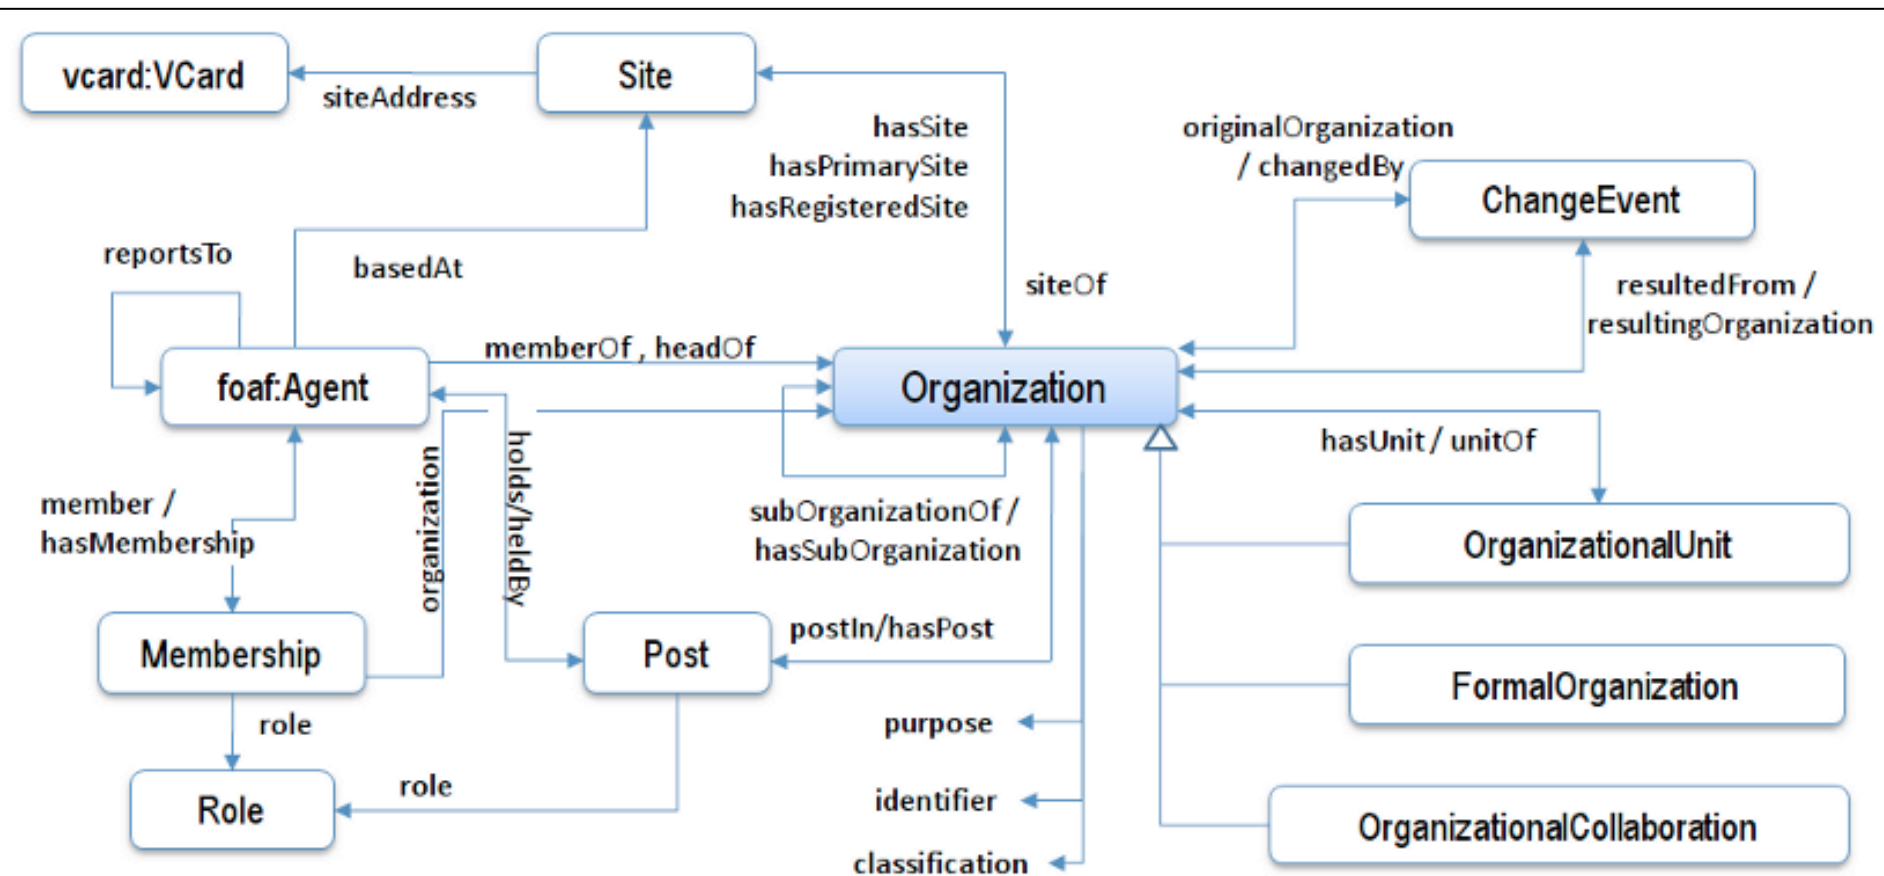 vcard:VCard
siteAddress
Site
hasSite
hasPrimarySite
hasRegisteredSite
siteOf
originalOrganization
/ changedBy
ChangeEvent
resultedFrom /
resultingOrganization
reportsTo
basedAt
foaf:Agent
memberOf , headOf
Organization
hasUnit / unitOf
member /
hasMembership
organization
holds/heldBy
subOrganizationOf /
hasSubOrganization
OrganizationalUnit
Membership
Post
postIn/hasPost
FormalOrganization
role
purpose
Role
role
identifier
OrganizationalCollaboration
classification